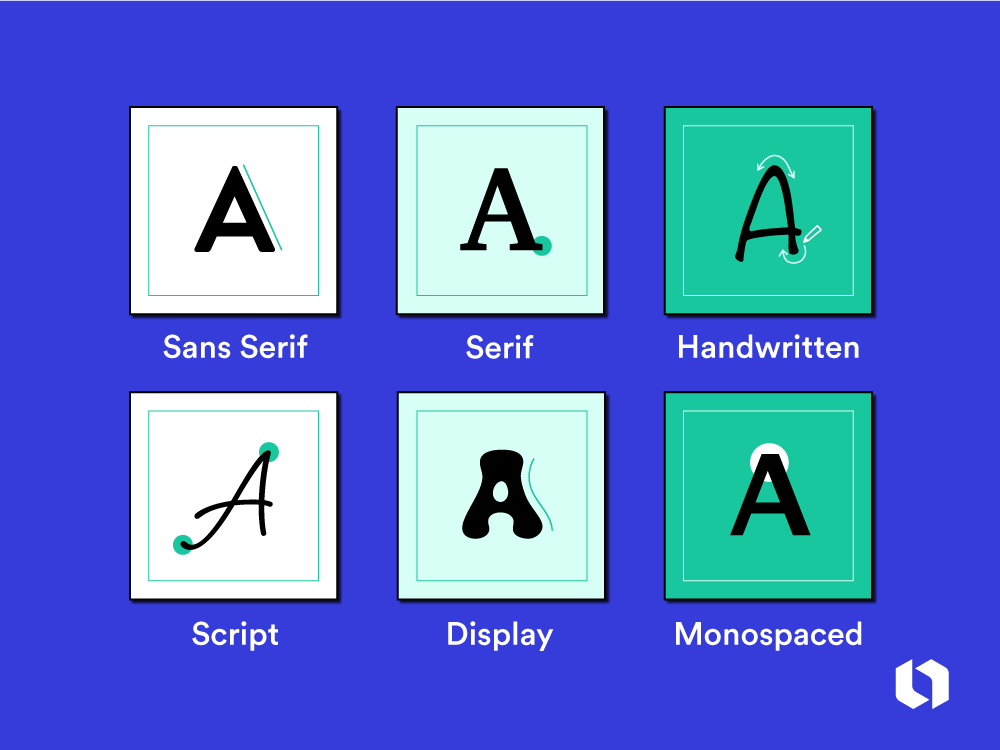 A
A
A
Sans Serif
Serif
Handwritten
A
A
A
Script
Display
Monospaced